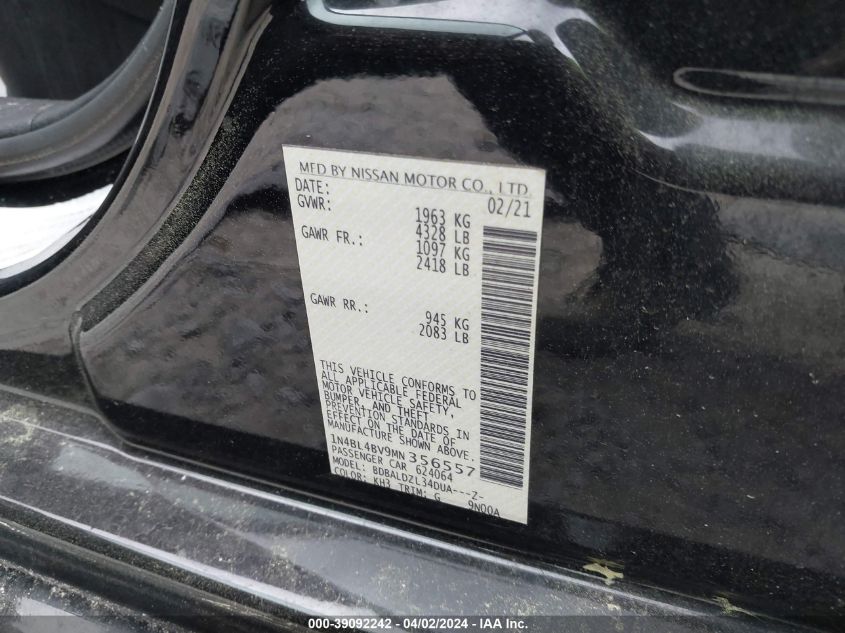 MFD BY NISSAN MOTOR CO., LTD.
DATE: 02/21
GVWR: 1963 KG
4328 LB
GAWR FR.: 1097 KG
2418 LB
GAWR RR.: 945 KG
2083 LB
THIS VEHICLE CONFORMS TO
ALL APPLICABLE FEDERAL
MOTOR VEHICLE SAFETY,
BUMPER, AND THEFT
PREVENTION STANDARDS IN
EFFECT ON THE DATE OF
MANUFACTURE SHOWN ABOVE.
1N4BL4BV9MN356557
PASSENGER CAR 624064
MODEL: BDBALDZL34DUA---Z-
COLOR: KH3 TRIM: G 9NO0A
000-39092242 - 04/02/2024 -